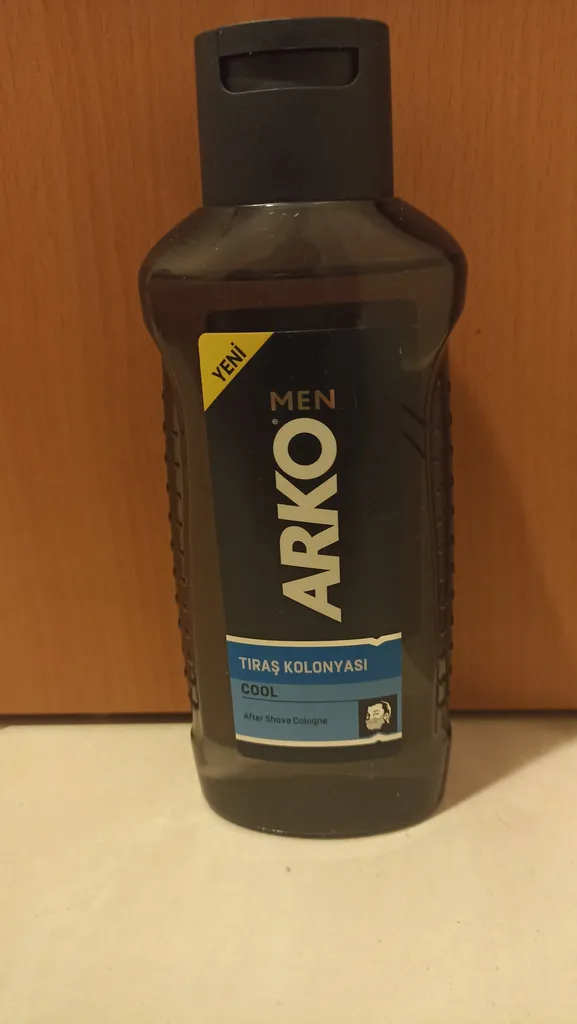 YENİ
MEN
ARKO®
TIRAŞ KOLONYASI
COOL
After Shave Cologne